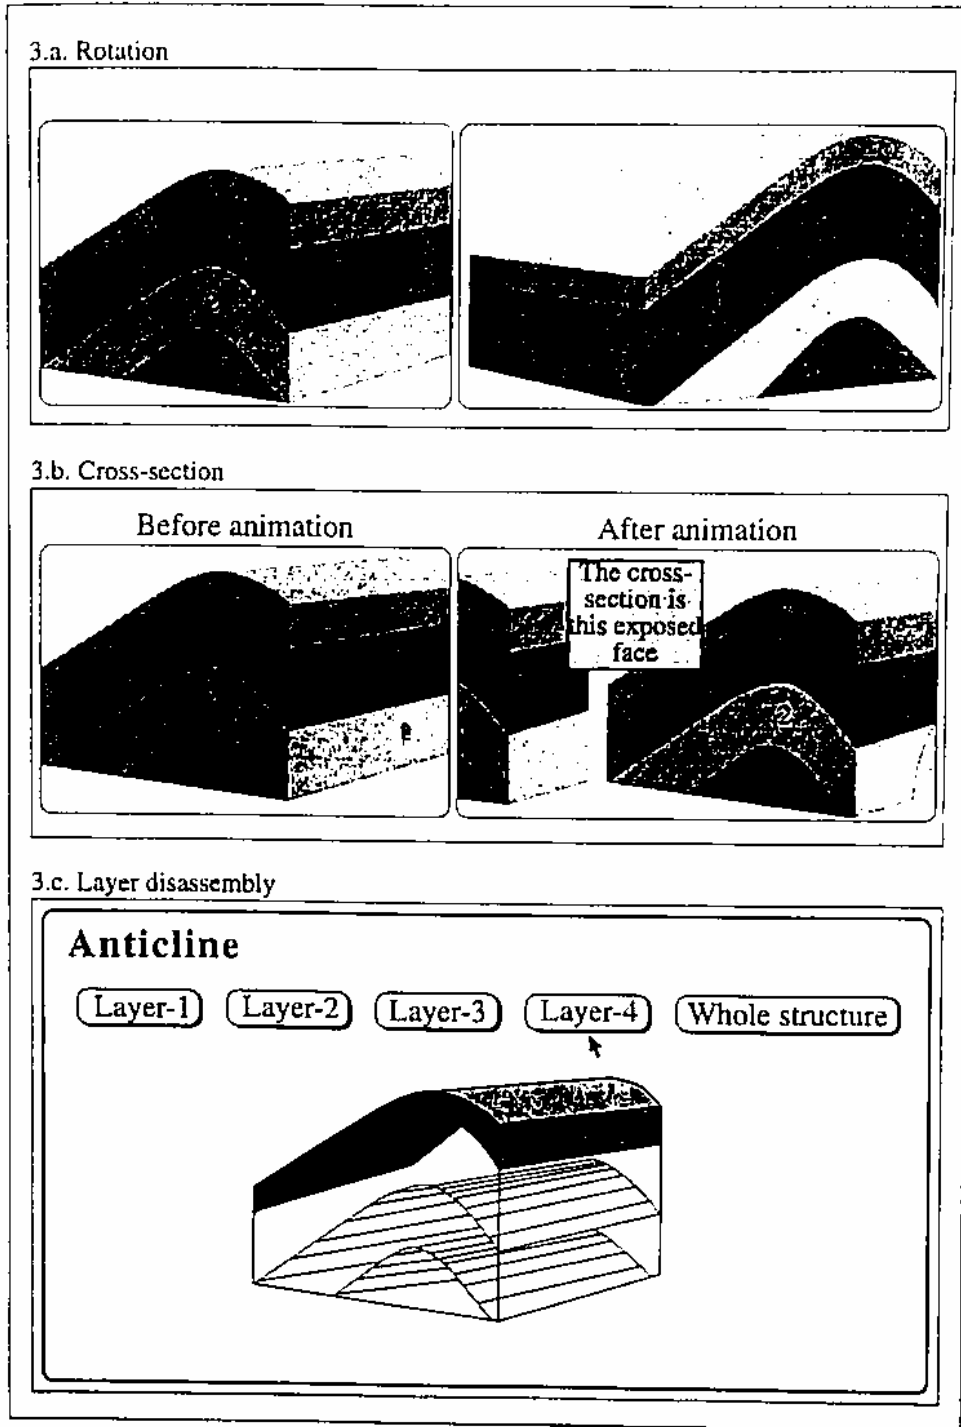 3.a. Rotation
3.b. Cross-section
Before animation
After animation
The cross-
section is
this exposed
face
3.c. Layer disassembly
Anticline
Layer-1
Layer-2
Layer-3
Layer-4
Whole structure